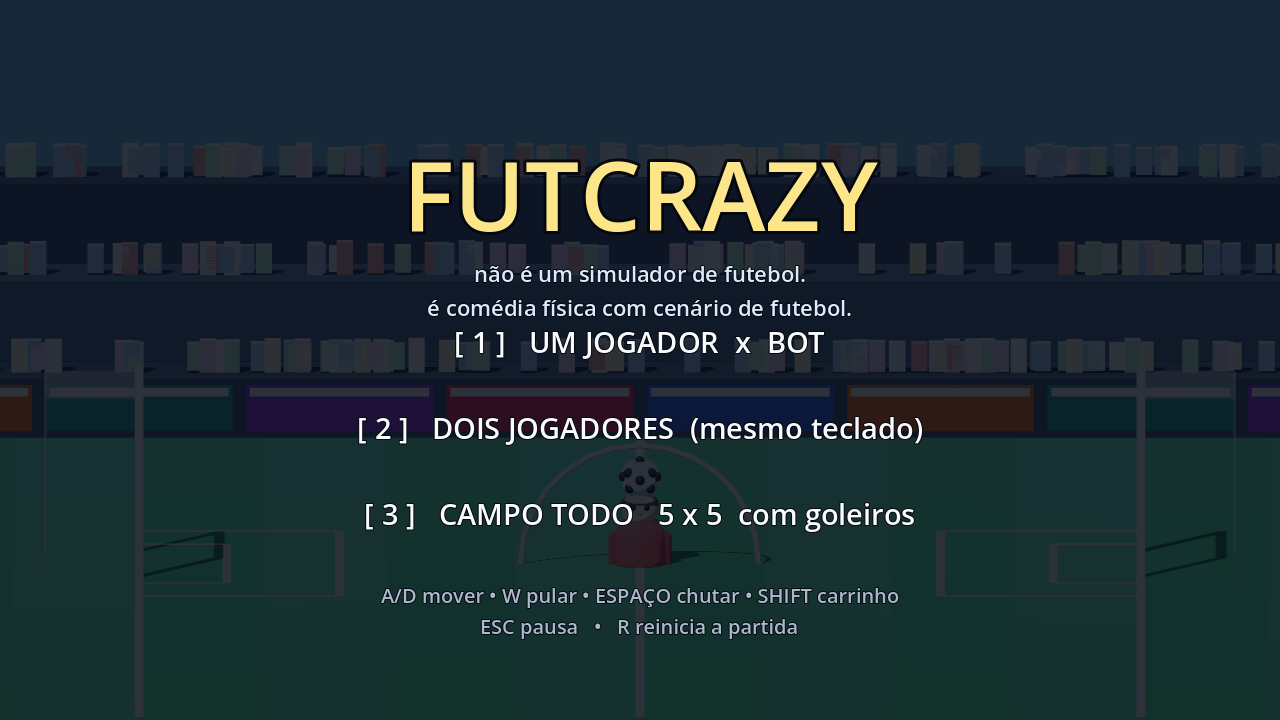 FUTCRAZY
não é um simulador de futebol.
é comédia física com cenário de futebol.
[ 1 ] UM JOGADOR x BOT
[ 2 ] DOIS JOGADORES (mesmo teclado)
[ 3 ] CAMPO TODO 5 x 5 com goleiros
A/D mover • W pular • ESPAÇO chutar • SHIFT carrinho
ESC pausa • R reinicia a partida